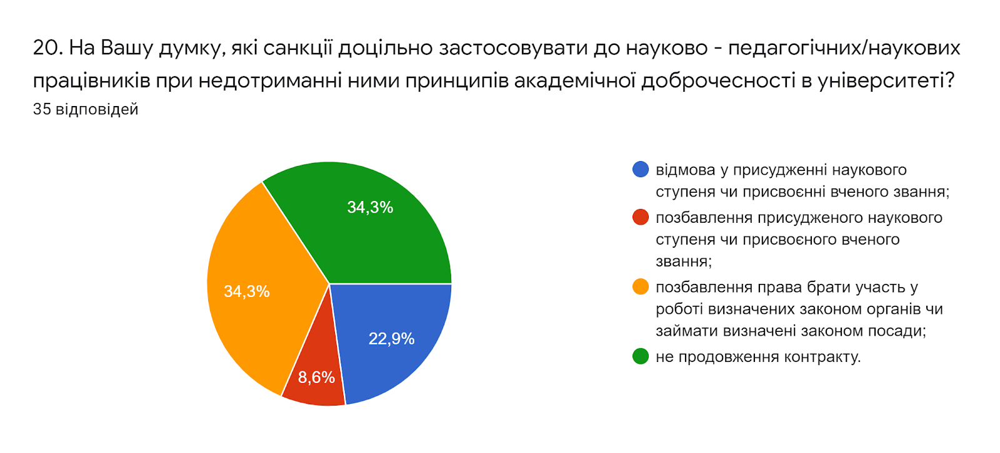 20. На Вашу думку, які санкції доцільно застосовувати до науково - педагогічних/наукових
працівників при недотриманні ними принципів академічної доброчесності в університеті?
35 відповідей
34,3%
34,3%
22,9%
8,6%
відмова у присудженні наукового
ступеня чи присвоєнні вченого звання;
позбавлення присудженого наукового
ступеня чи присвоєного вченого
звання;
позбавлення права брати участь у
роботі визначених законом органів чи
займати визначені законом посади;
не продовження контракту.